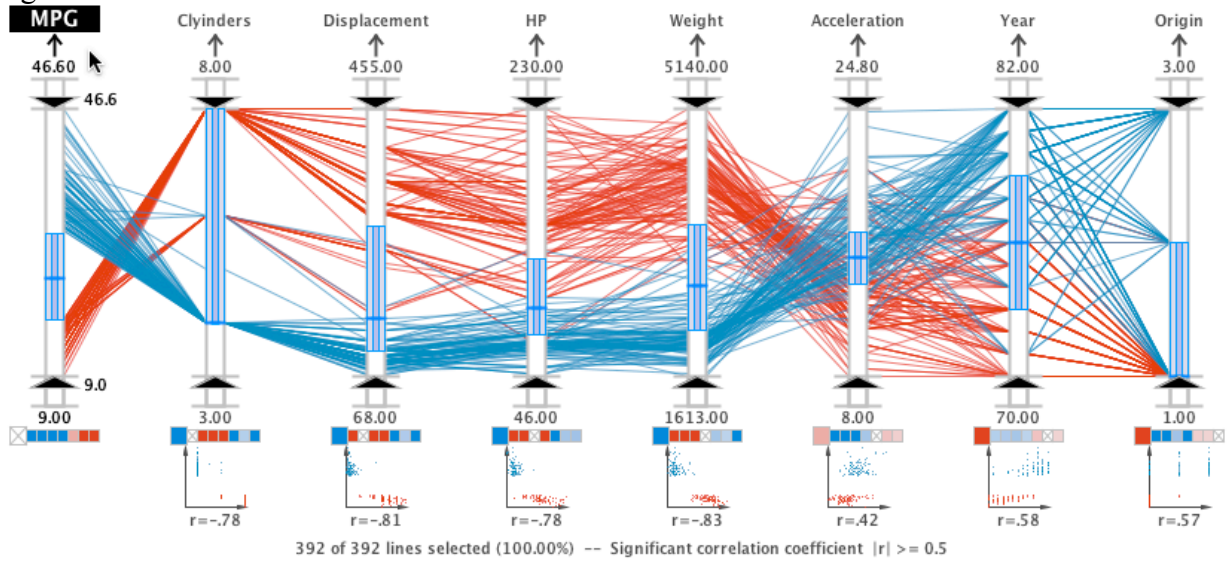 MPG Clyinders Displacement HP Weight Acceleration Year Origin
46.60 8.00 455.00 230.00 5140.00 24.80 82.00 3.00
46.6
9.0
9.00 3.00 68.00 46.00 1613.00 8.00 70.00 1.00
r=-.78 r=-.81 r=-.78 r=-.83 r=.42 r=.58 r=.57
392 of 392 lines selected (100.00%) -- Significant correlation coefficient |r| >= 0.5